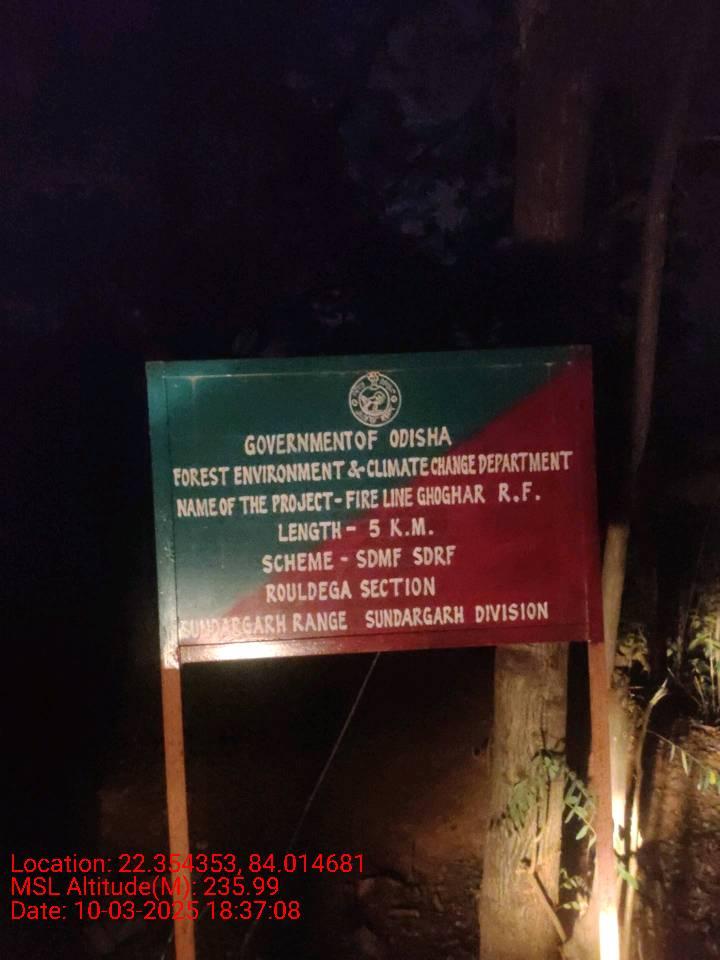 GOVERNMENT OF ODISHA
FOREST ENVIRONMENT & CLIMATE CHANGE DEPARTMENT
NAME OF THE PROJECT - FIRE LINE GHOGHAR R.F.
LENGTH - 5 K.M.
SCHEME - SDMF SDRF
ROULDEGA SECTION
SUNDARGARH RANGE SUNDARGARH DIVISION
Location: 22.354353, 84.014681
MSL Altitude(M): 235.99
Date: 10-03-2025 18:37:08